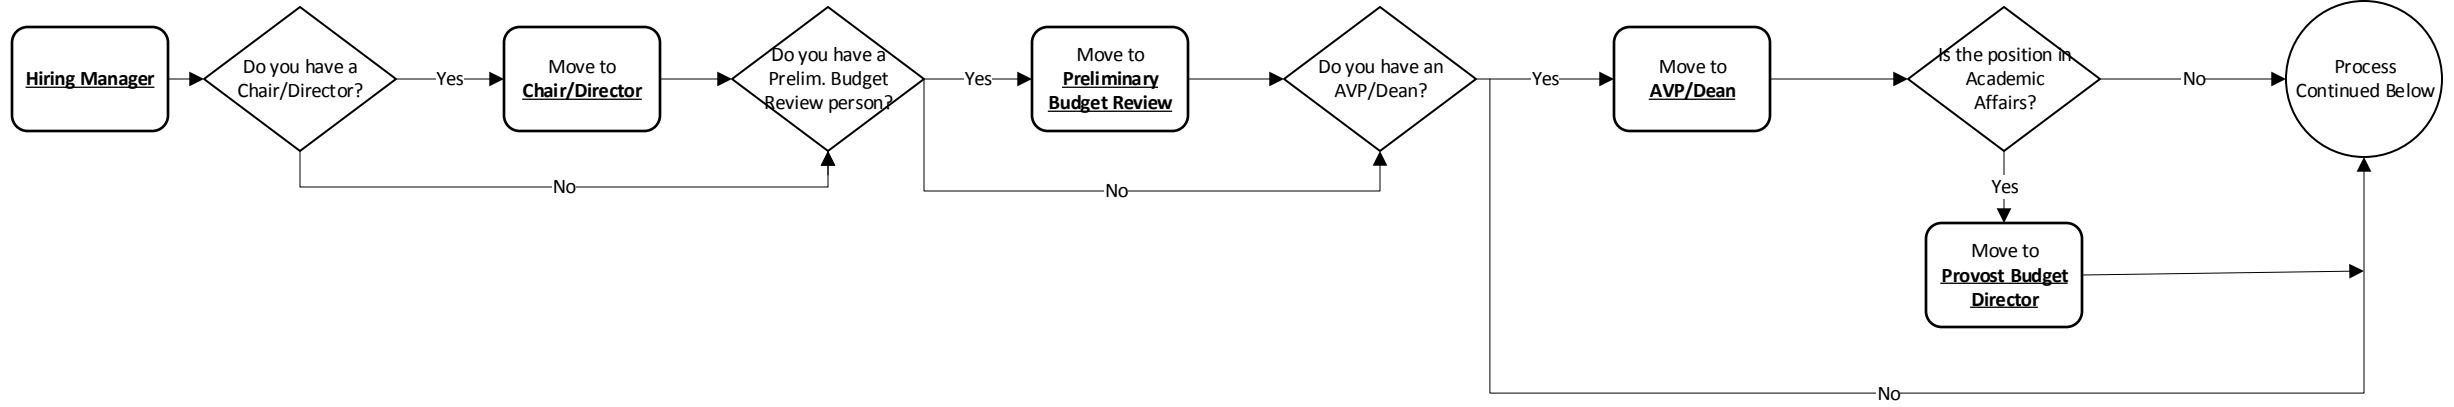 Hiring Manager
Do you have a
Chair/Director?
Yes
No
Move to
Chair/Director
Do you have a
Prelim. Budget
Review person?
Yes
No
Move to
Preliminary
Budget Review
Do you have an
AVP/Dean?
Yes
No
Move to
AVP/Dean
Is the position in
Academic
Affairs?
No
Yes
Move to
Provost Budget
Director
Process
Continued Below